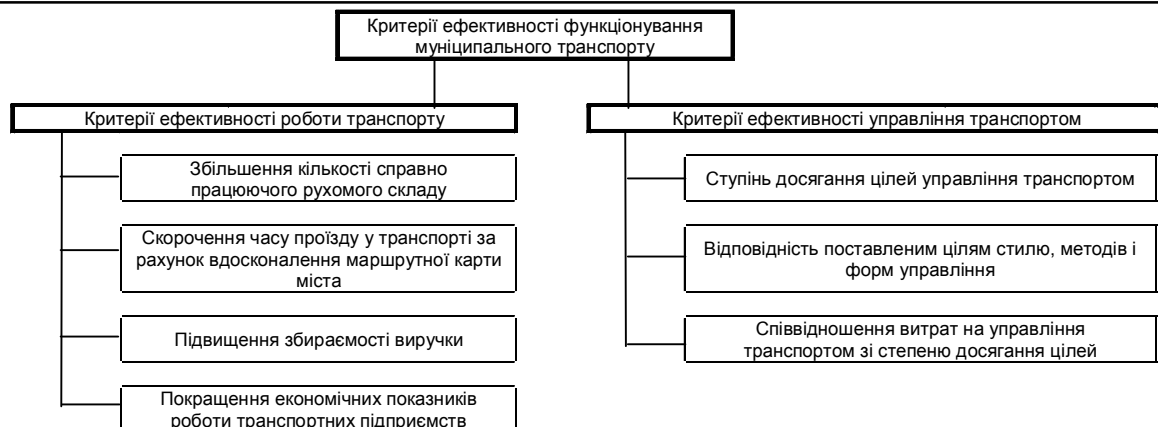 Критерії ефективності функціонування
муніципального транспорту
Критерії ефективності роботи транспорту
Збільшення кількості справно
працюючого рухомого складу
Скорочення часу проїзду у транспорті за
рахунок вдосконалення маршрутної карти
міста
Підвищення збираємості виручки
Покращення економічних показників
роботи транспортних підприємств
Критерії ефективності управління транспортом
Ступінь досягання цілей управління транспортом
Відповідність поставленим цілям стилю, методів і
форм управління
Співвідношення витрат на управління
транспортом зі степеню досягання цілей